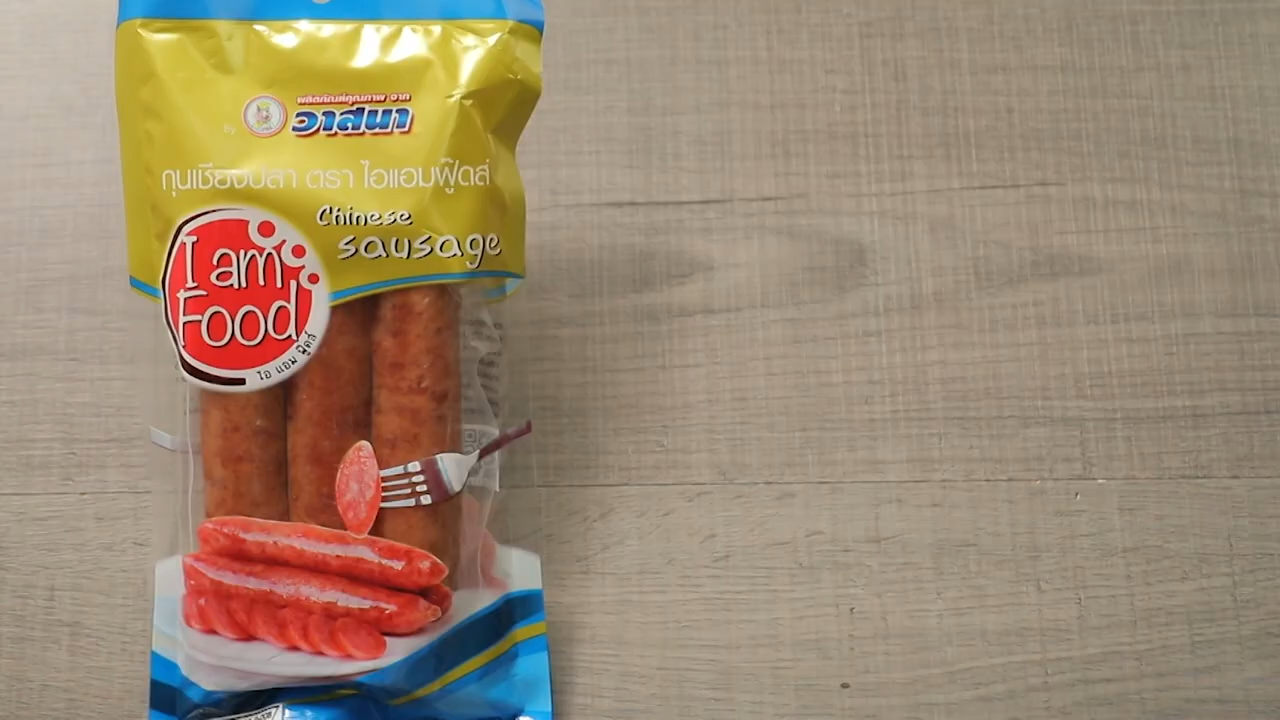 ผลิตภัณฑ์คุณภาพ จาก
By วาสนา
กุนเชียงปลา ตรา ไอแอมฟู๊ดส์
Chinese
sausage
I am
Food
ไอ แอม ฟู๊ดส์